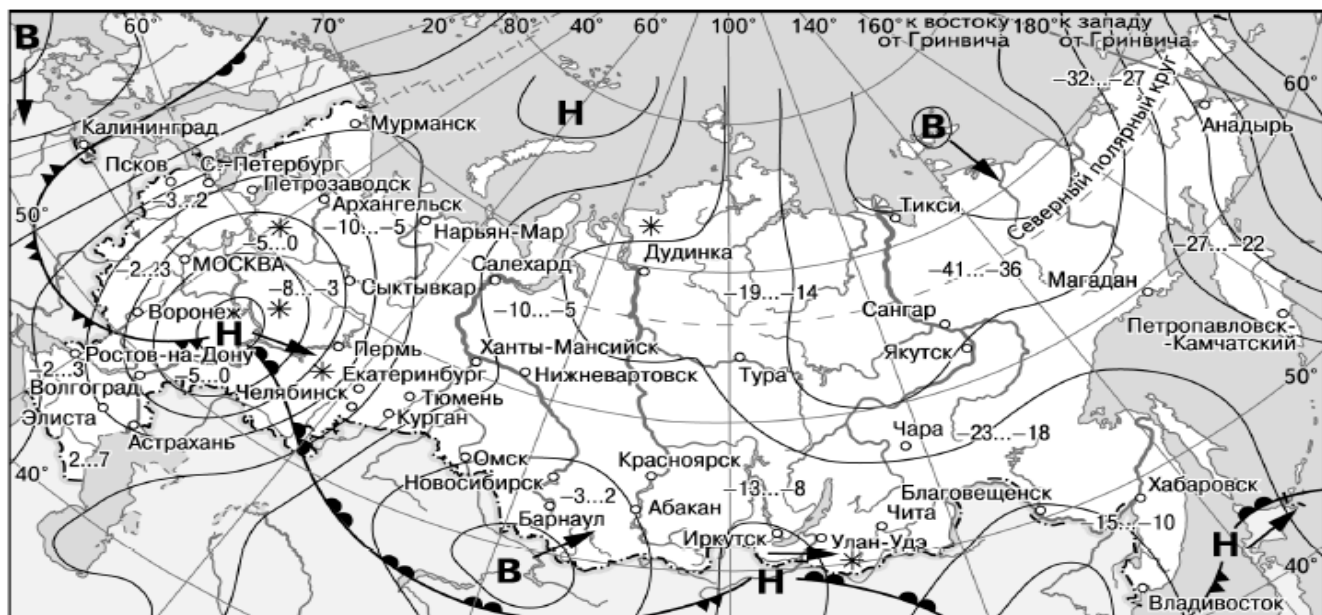 60° 70° 20° 80° 40° 60° 120° 140° 160° к востоку 180° к западу
от Гринвича от Гринвича
В
60°
−32...−27
Н
В
Северный полярный круг
Анадырь
Калининград
Мурманск
Псков С.–Петербург
Петрозаводск
−3...2
Архангельск
50°
−5...0
−10...−5
Нарьян-Мар
Тикси
−27...−22
−2...3
МОСКВА
Салехард
Дудинка
−8...−3
Сыктывкар
−41...−36
Магадан
−10...−5
−19...−14
Воронеж
Сангар
Н
Петропавловск-
-Камчатский
Ростов-на-Дону
Пермь
Ханты-Мансийск
Якутск
−2...3
Екатеринбург
Нижневартовск
Тура
50°
Волгоград
−5...0
Челябинск
Тюмень
Элиста
Курган
Астрахань
Чара
−23...−18
2...7
Омск
Красноярск
40°
Новосибирск
−3...2
−13...−8
Благовещенск
Хабаровск
Барнаул
Абакан
Чита
−15...−10
Иркутск
Улан-Удэ
Н
В
Н
40°
60°
80°
100°
120°
Владивосток